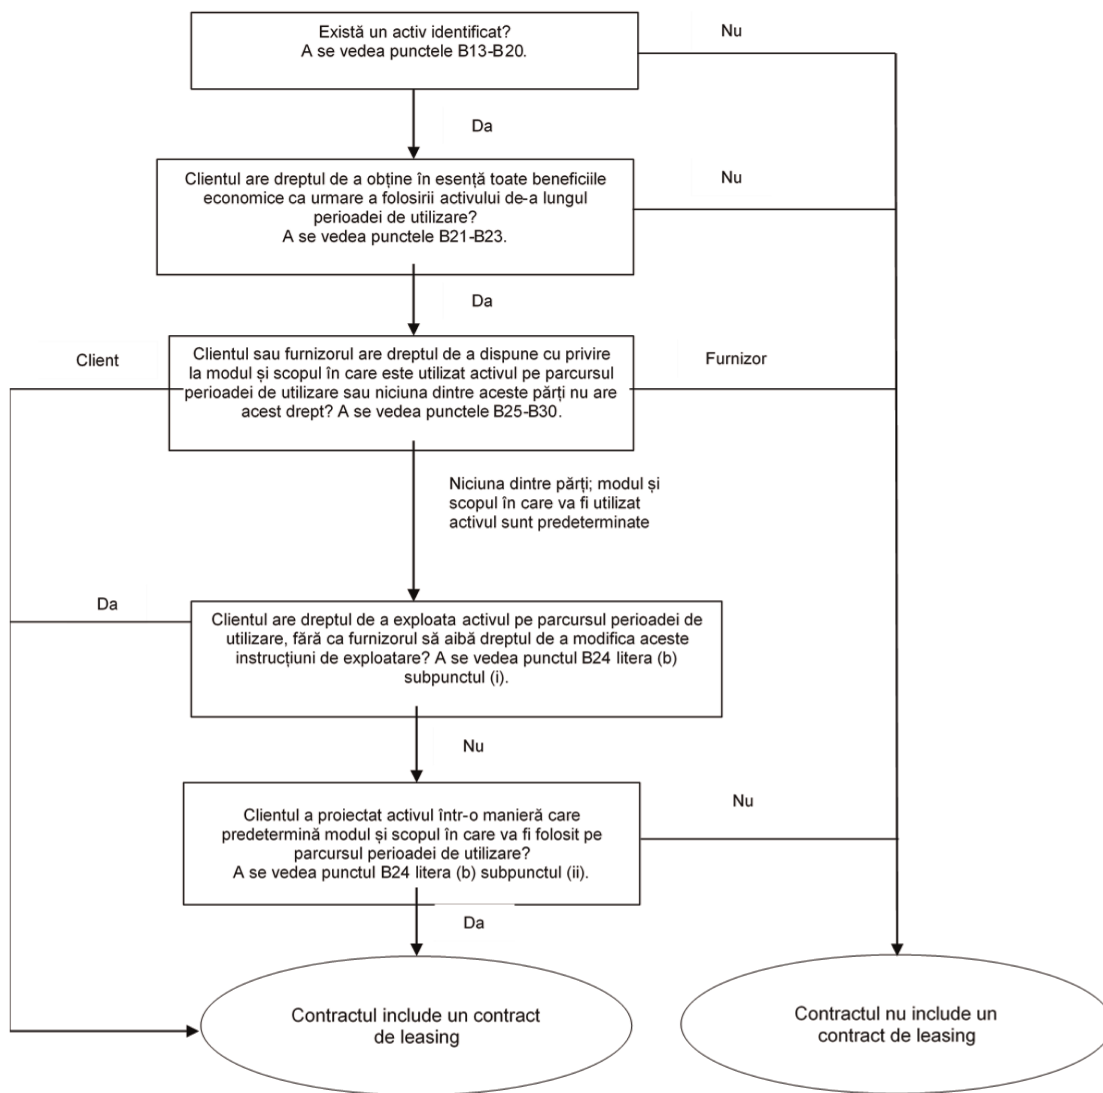 Există un activ identificat?
A se vedea punctele B13-B20.
Nu
Da
Clientul are dreptul de a obține în esență toate beneficiile
economice ca urmare a folosirii activului de-a lungul
perioadei de utilizare?
A se vedea punctele B21-B23.
Nu
Da
Client
Clientul sau furnizorul are dreptul de a dispune cu privire
la modul și scopul în care este utilizat activul pe parcursul
perioadei de utilizare sau niciuna dintre aceste părți nu are
acest drept? A se vedea punctele B25-B30.
Furnizor
Niciuna dintre părți; modul și
scopul în care va fi utilizat
activul sunt predeterminate
Da
Clientul are dreptul de a exploata activul pe parcursul perioadei de
utilizare, fără ca furnizorul să aibă dreptul de a modifica aceste
instrucțiuni de exploatare? A se vedea punctul B24 litera (b)
subpunctul (i).
Nu
Clientul a proiectat activul într-o manieră care
predetermină modul și scopul în care va fi folosit pe
parcursul perioadei de utilizare?
A se vedea punctul B24 litera (b) subpunctul (ii).
Nu
Da
Contractul include un contract
de leasing
Contractul nu include un
contract de leasing